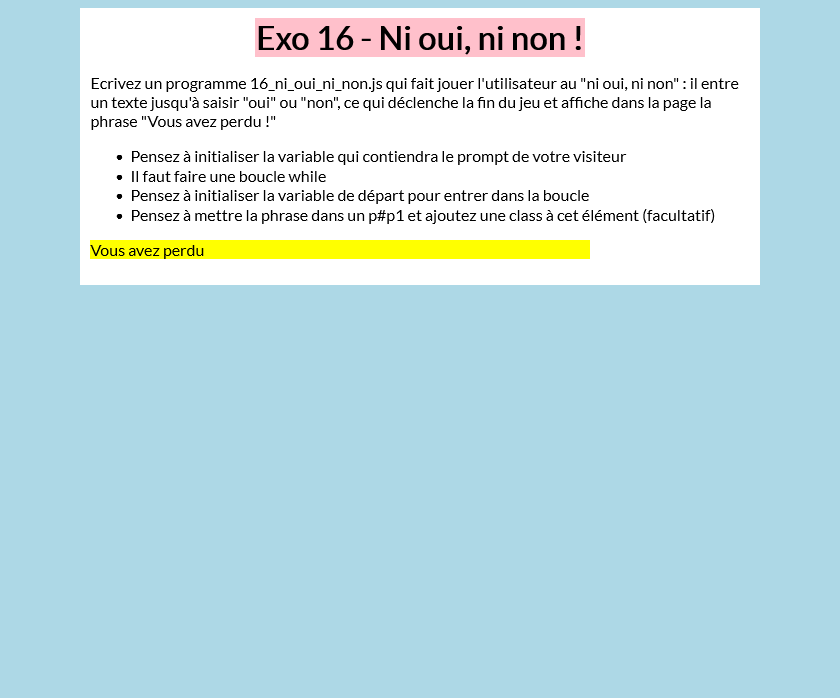 Exo 16 - Ni oui, ni non !
Ecrivez un programme 16_ni_oui_ni_non.js qui fait jouer l'utilisateur au "ni oui, ni non" : il entre
un texte jusqu'à saisir "oui" ou "non", ce qui déclenche la fin du jeu et affiche dans la page la
phrase "Vous avez perdu !"
• Pensez à initialiser la variable qui contiendra le prompt de votre visiteur
• Il faut faire une boucle while
• Pensez à initialiser la variable de départ pour entrer dans la boucle
• Pensez à mettre la phrase dans un p#p1 et ajoutez une class à cet élément (facultatif)
Vous avez perdu